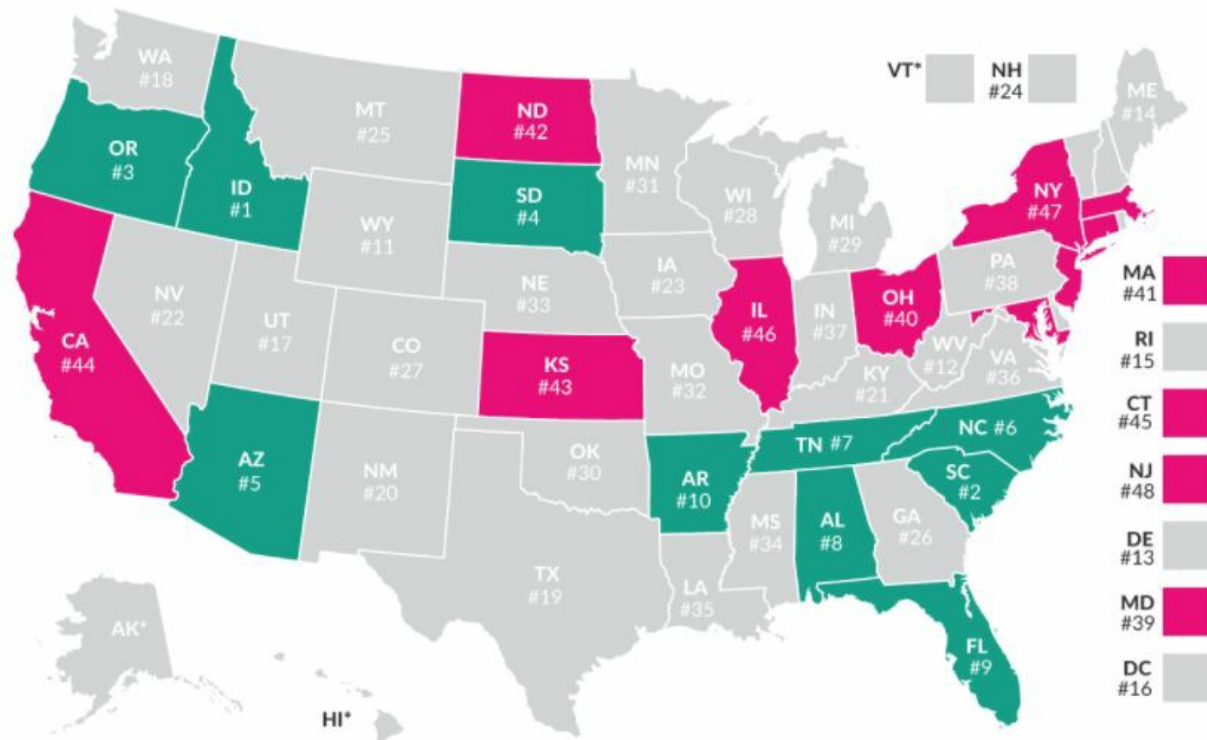 WA
#18
MT
#25
ND
#42
MN
#31
VT*
NH
#24
ME
#14
OR
#3
ID
#1
SD
#4
WI
#28
NY
#47
WY
#11
MI
#29
IA
#23
PA
#38
MA
#41
NE
#33
NV
#22
UT
#17
IL
#46
IN
#37
OH
#40
RI
#15
CA
#44
CO
#27
KS
#43
MO
#32
WV
#12
VA
#36
KY
#21
CT
#45
TN #7
NC #6
AZ
#5
NM
#20
OK
#30
AR
#10
SC
#2
NJ
#48
MS
#34
AL
#8
GA
#26
DE
#13
TX
#19
LA
#35
MD
#39
AK*
FL
#9
DC
#16
HI*